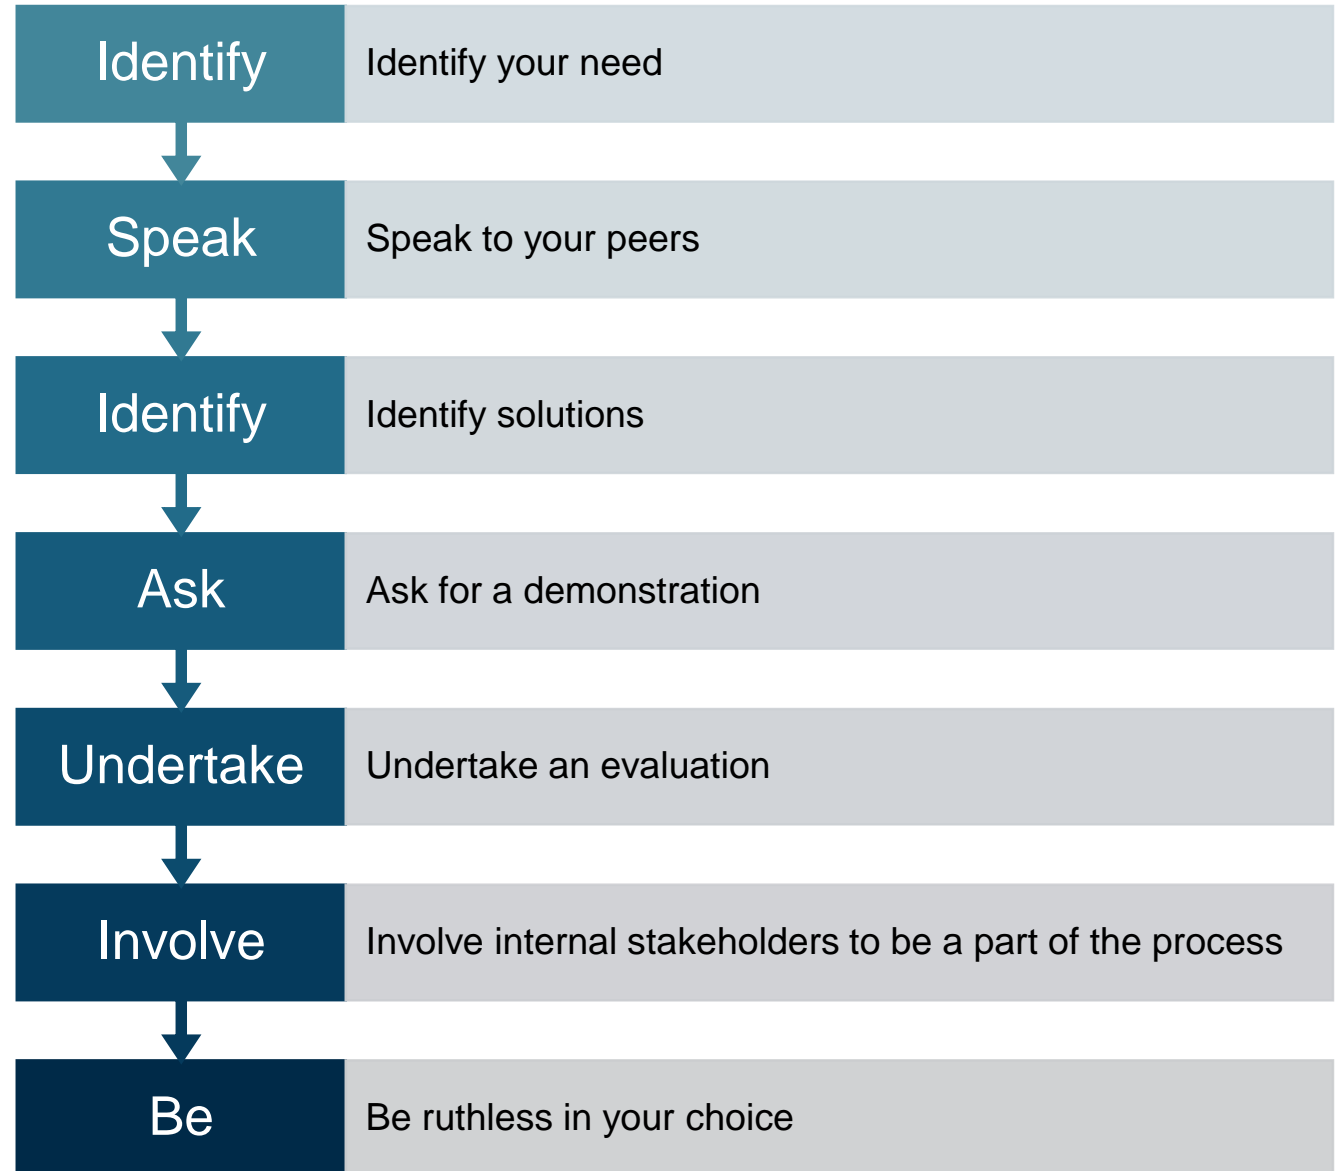 Identify
Identify your need
Speak
Speak to your peers
Identify
Identify solutions
Ask
Ask for a demonstration
Undertake
Undertake an evaluation
Involve
Involve internal stakeholders to be a part of the process
Be
Be ruthless in your choice